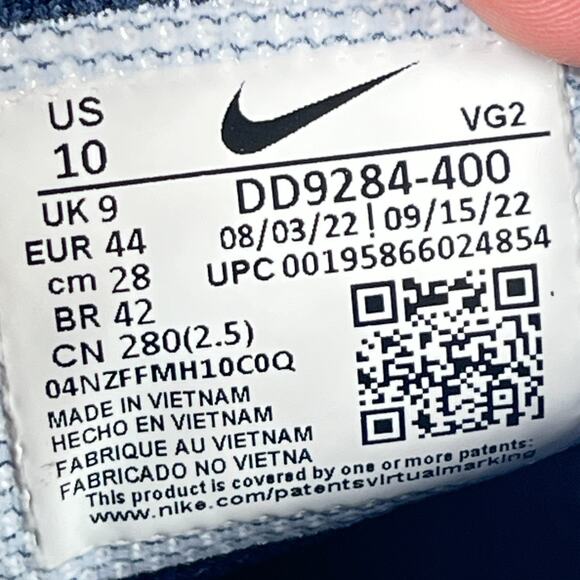 US
10
VG2
UK 9
EUR 44
cm 28
BR 42
CN 280(2.5)
DD9284-400
08/03/22 ! 09/15/22
UPC 00195866024854
04NZFFMH10C0Q
MADE IN VIETNAM
HECHO EN VIETNAM
FABRIQUE AU VIETNAM
FABRICADO NO VIETNA
This product is covered by one or more patents:
www.nike.com/patentsvirtualmarking